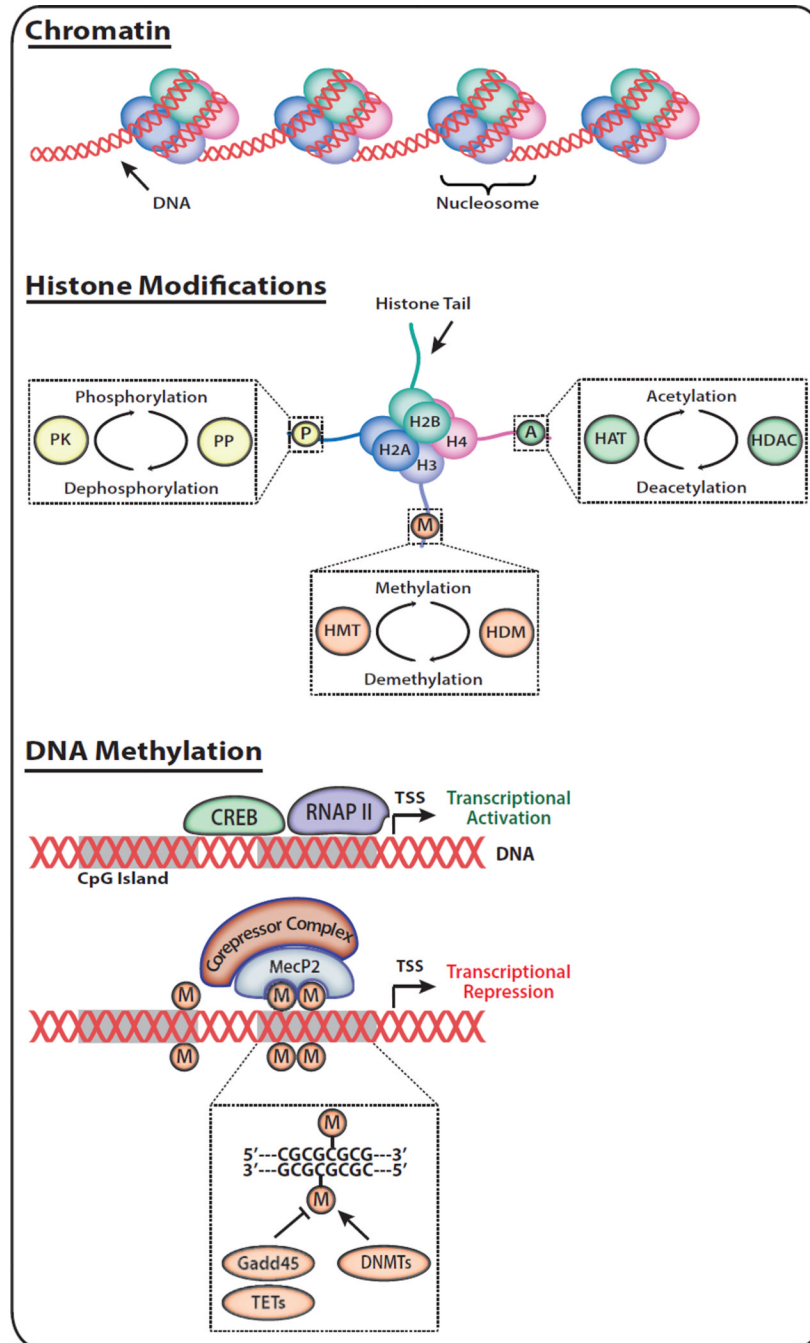 Chromatin
DNA
Nucleosome
Histone Modifications
Histone Tail
Phosphorylation
PK
PP
Dephosphorylation
P
H2B
H2A
H4
H3
A
Acetylation
HAT
HDAC
Deacetylation
M
Methylation
HMT
HDM
Demethylation
DNA Methylation
CREB
RNAP II
TSS
Transcriptional
Activation
DNA
CpG Island
Corepressor Complex
MecP2
TSS
Transcriptional
Repression
M
M M
M
M M
M
5′---CGCGCGCG---3′
3′---GCGCGCGC---5′
M
Gadd45
DNMTs
TETs